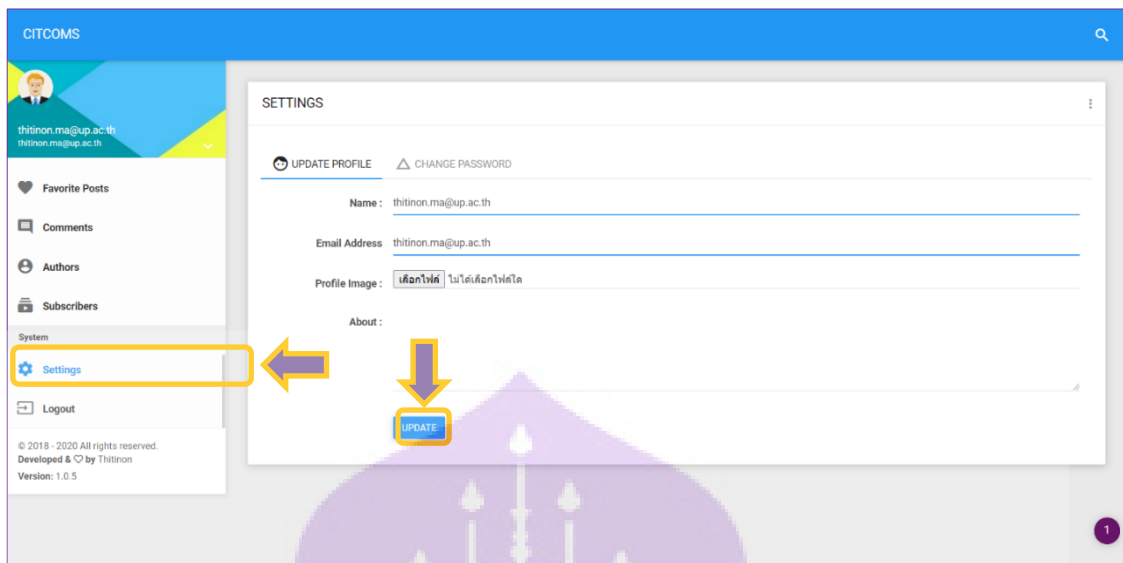 CITCOMS
thitinon.ma@up.ac.th
thitinon.ma@up.ac.th
Favorite Posts
Comments
Authors
Subscribers
System
Settings
Logout
© 2018 - 2020 All rights reserved.
Developed & ♡ by Thitinon
Version: 1.0.5
SETTINGS
UPDATE PROFILE
CHANGE PASSWORD
Name : thitinon.ma@up.ac.th
Email Address thitinon.ma@up.ac.th
Profile Image : เลือกไฟล์ ไม่ได้เลือกไฟล์ใด
About :
UPDATE
1